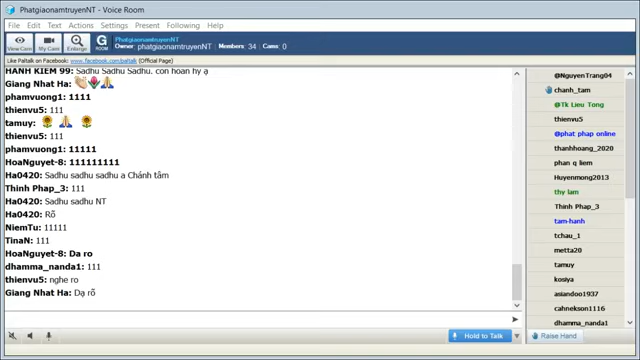 PhatgiaonamtruyenNT - Voice Room
File Edit Text Actions Settings Present Following Help
View Cam My Cam Enlarge G ROOM
PhatgiaonamtruyenNT
Owner: phatgiaonamtruyenNT Members: 34 Cams: 0
Like Paltalk on Facebook: www.facebook.com/paltalk (Official Page)
HANH KIEM 99: Sadhu Sadhu Sadhu. con hoan hỷ ạ
Giang Nhat Ha:
phamvuong1: 1111
thienvu5: 111
tamuy:
thienvu5: 111
phamvuong1: 11111
HoaNguyet-8: 111111111
Ha0420: Sadhu sadhu sadhu a Chánh tâm
Thinh Phap_3: 111
Ha0420: Sadhu sadhu NT
Ha0420: Rõ
NiemTu: 11111
TinaN: 111
HoaNguyet-8: Da ro
dhamma_nanda1: 111
thienvu5: nghe ro
Giang Nhat Ha: Dạ rõ
Hold to Talk
@NguyenTrang04
chanh_tam
@Tk Lieu Tong
thienvu5
@phat phap online
thanhhoang_2020
phan q liem
Huyenmong2013
thy lam
Thinh Phap_3
tam-hanh
tchau_1
metta20
tamuy
kosiya
asiandoo1937
cahnekson1116
dhamma_nanda1
Raise Hand